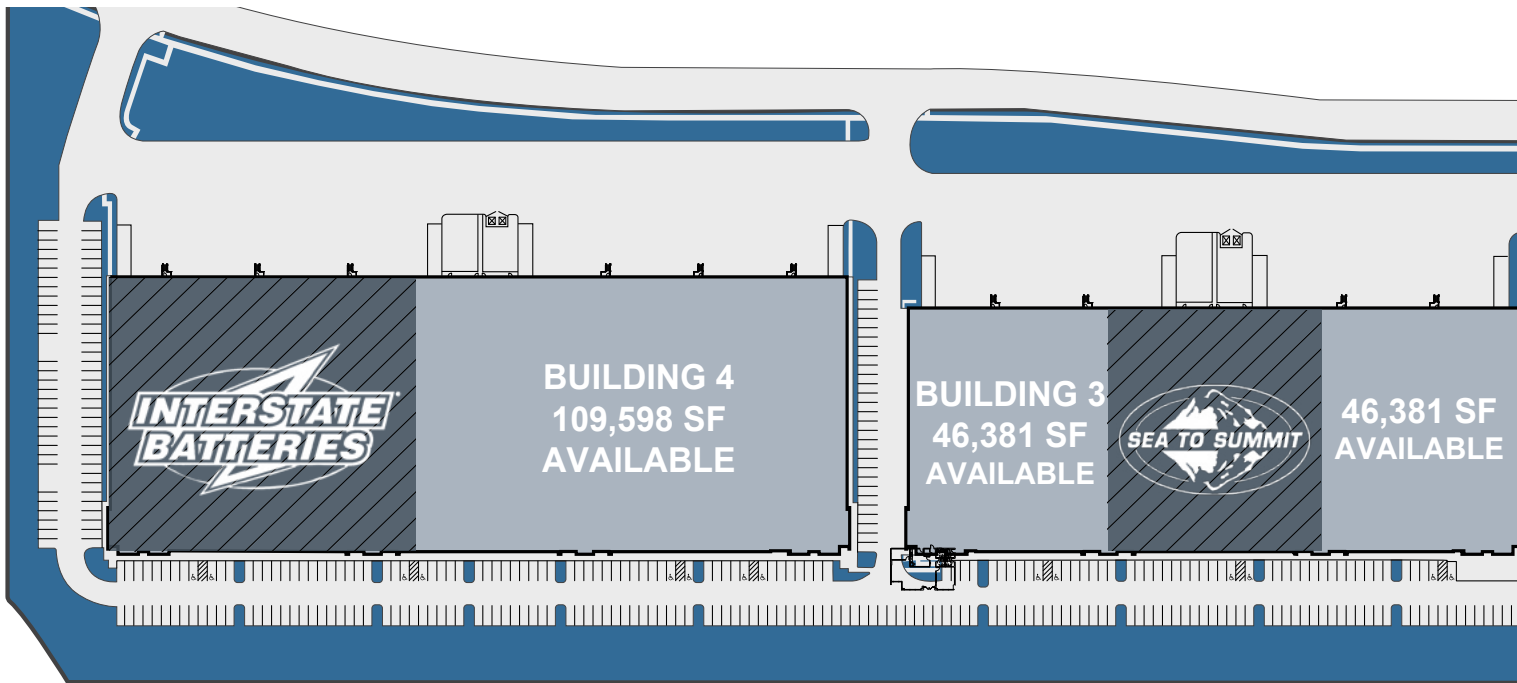 INTERSTATE
BATTERIES
BUILDING 4
109,598 SF
AVAILABLE
BUILDING 3
46,381 SF
AVAILABLE
SEA TO SUMMIT
46,381 SF
AVAILABLE